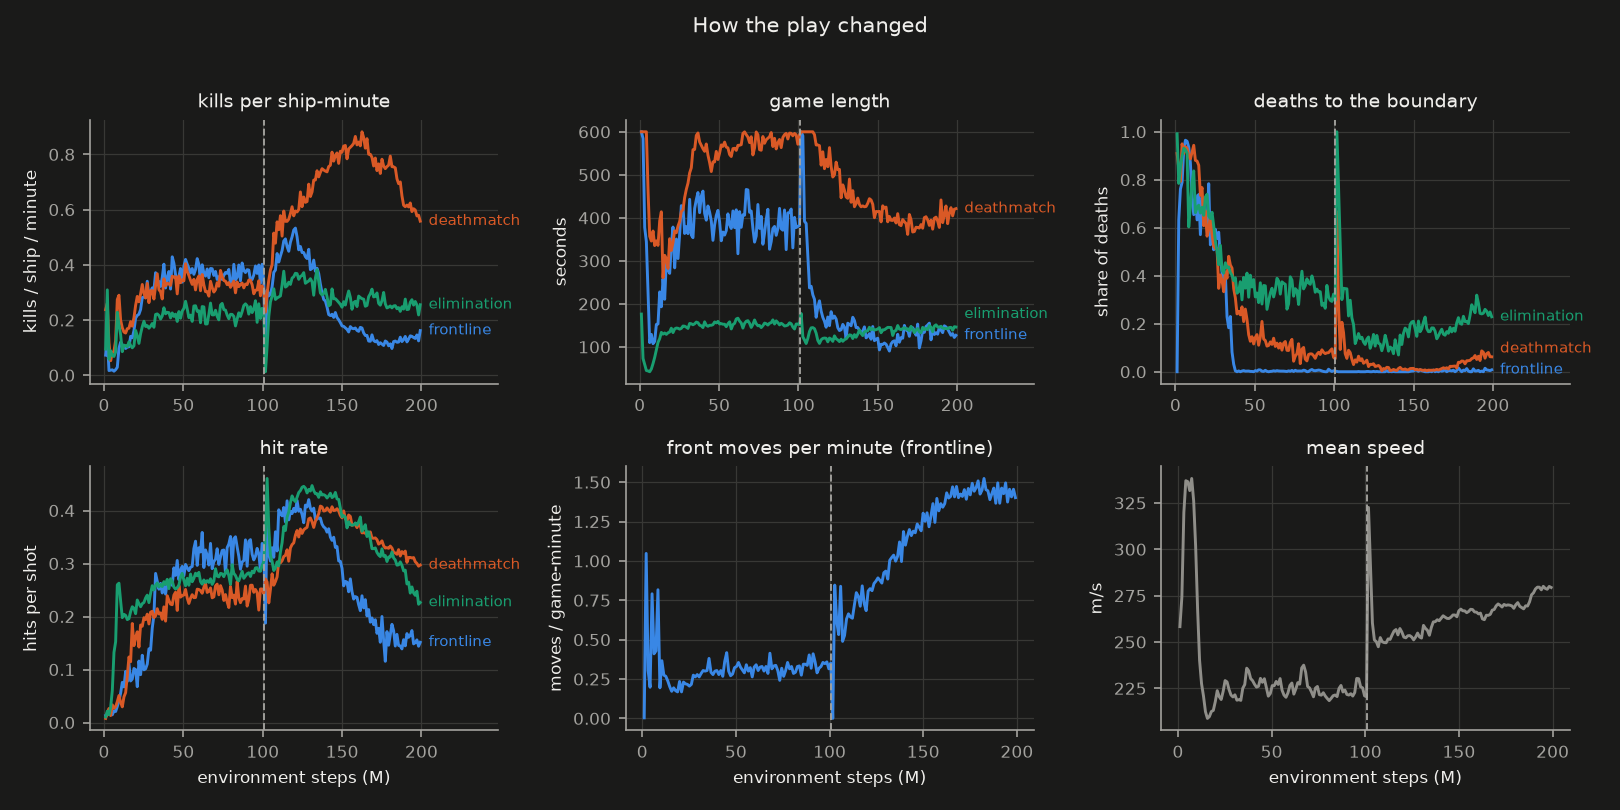 How the play changed
kills per ship-minute
kills / ship / minute
0.8
0.6
0.4
0.2
0.0
0 50 100 150 200
deathmatch
elimination
frontline
game length
seconds
600
500
400
300
200
100
0 50 100 150 200
deathmatch
elimination
frontline
deaths to the boundary
share of deaths
1.0
0.8
0.6
0.4
0.2
0.0
0 50 100 150 200
elimination
deathmatch
frontline
hit rate
hits per shot
0.4
0.3
0.2
0.1
0.0
0 50 100 150 200
environment steps (M)
deathmatch
elimination
frontline
front moves per minute (frontline)
moves / game-minute
1.50
1.25
1.00
0.75
0.50
0.25
0.00
0 50 100 150 200
environment steps (M)
mean speed
m/s
325
300
275
250
225
0 50 100 150 200
environment steps (M)